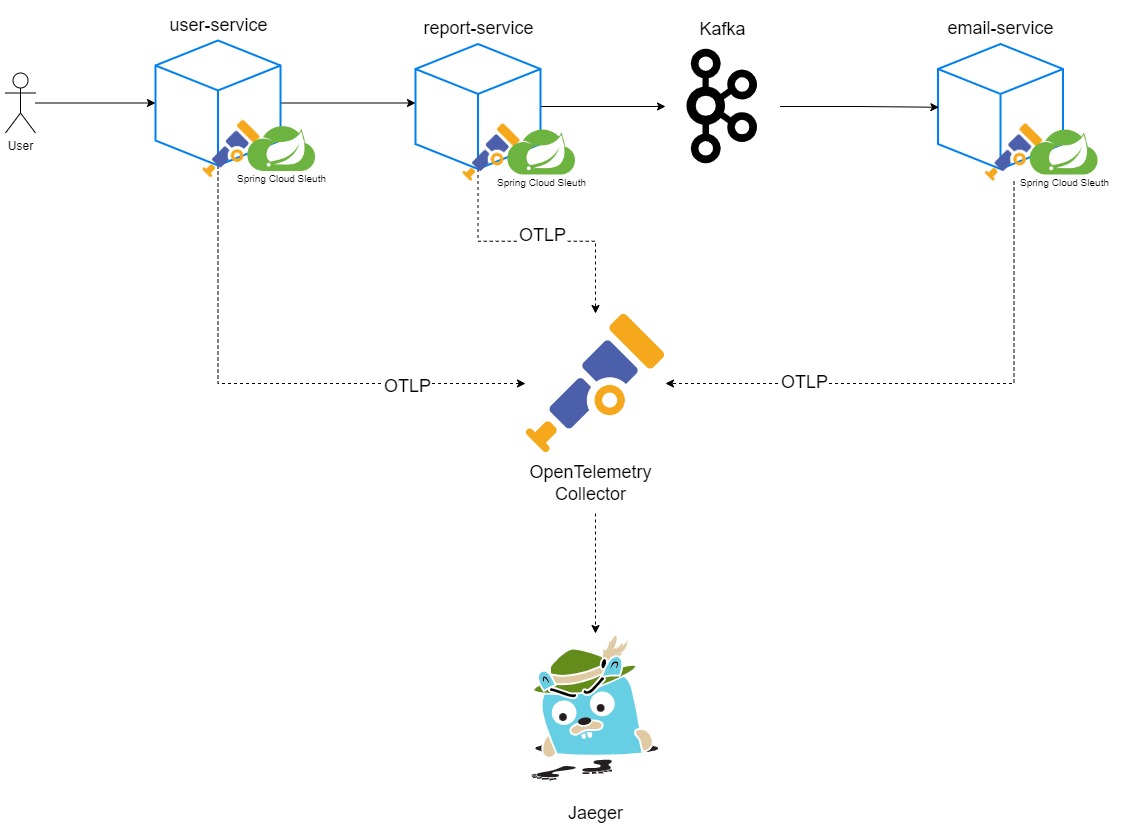 user-service
report-service
Kafka
email-service
User
Spring Cloud Sleuth
Spring Cloud Sleuth
Spring Cloud Sleuth
OTLP
OTLP
OTLP
OpenTelemetry
Collector
Jaeger